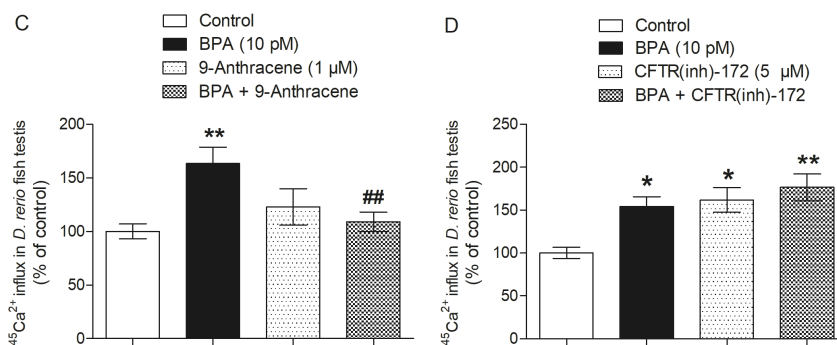 C
Control
BPA (10 pM)
9-Anthracene (1 µM)
BPA + 9-Anthracene
45Ca2+ influx in D. rerio fish testis
(% of control)
200
150
100
50
0
**
##
D
Control
BPA (10 pM)
CFTR(inh)-172 (5 µM)
BPA + CFTR(inh)-172
45Ca2+ influx in D. rerio fish testis
(% of control)
250
200
150
100
50
0
*
*
**